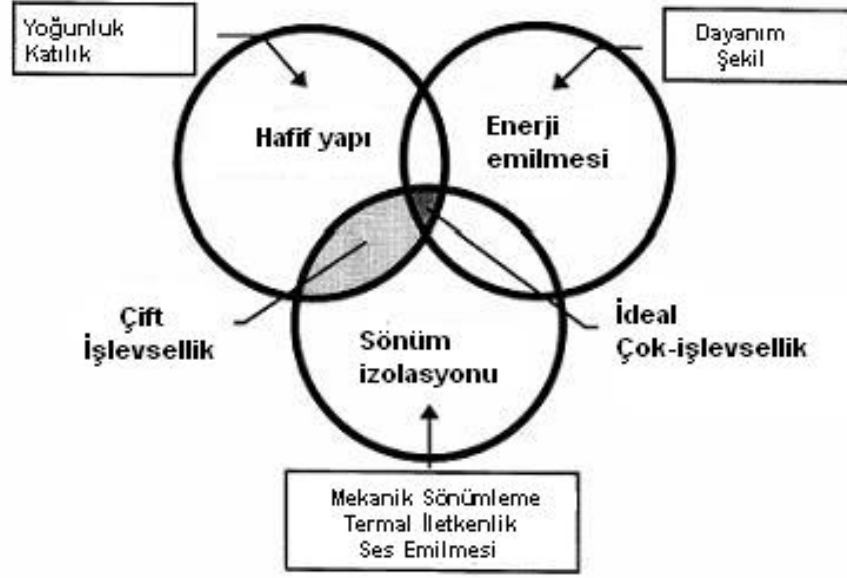 Yoğunluk
Katılık
Dayanım
Şekil
Hafif yapı
Enerji
emilmesi
Çift
İşlevsellik
İdeal
Çok-işlevsellik
Sönüm
izolasyonu
Mekanik Sönümleme
Termal İletkenlik
Ses Emilmesi